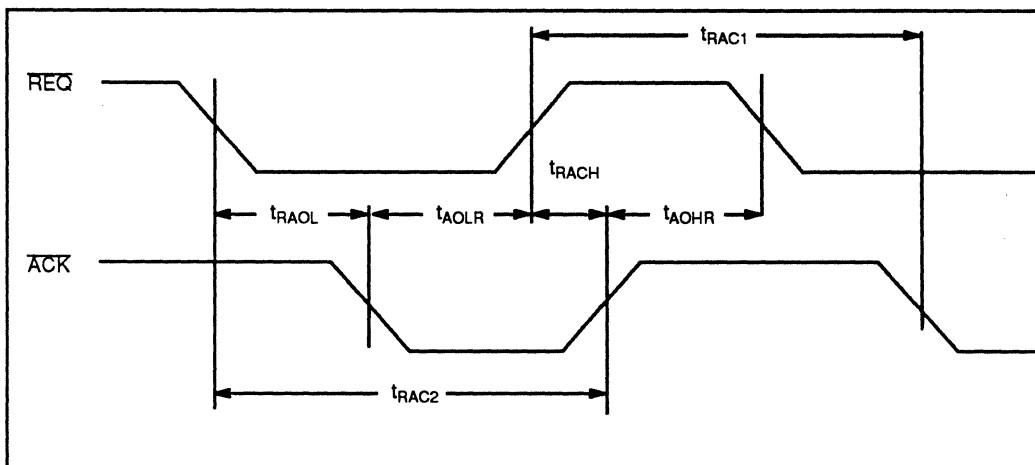 tRAC1
REQ
tRACH
tRAOL
tAOLR
tAOHR
ACK
tRAC2